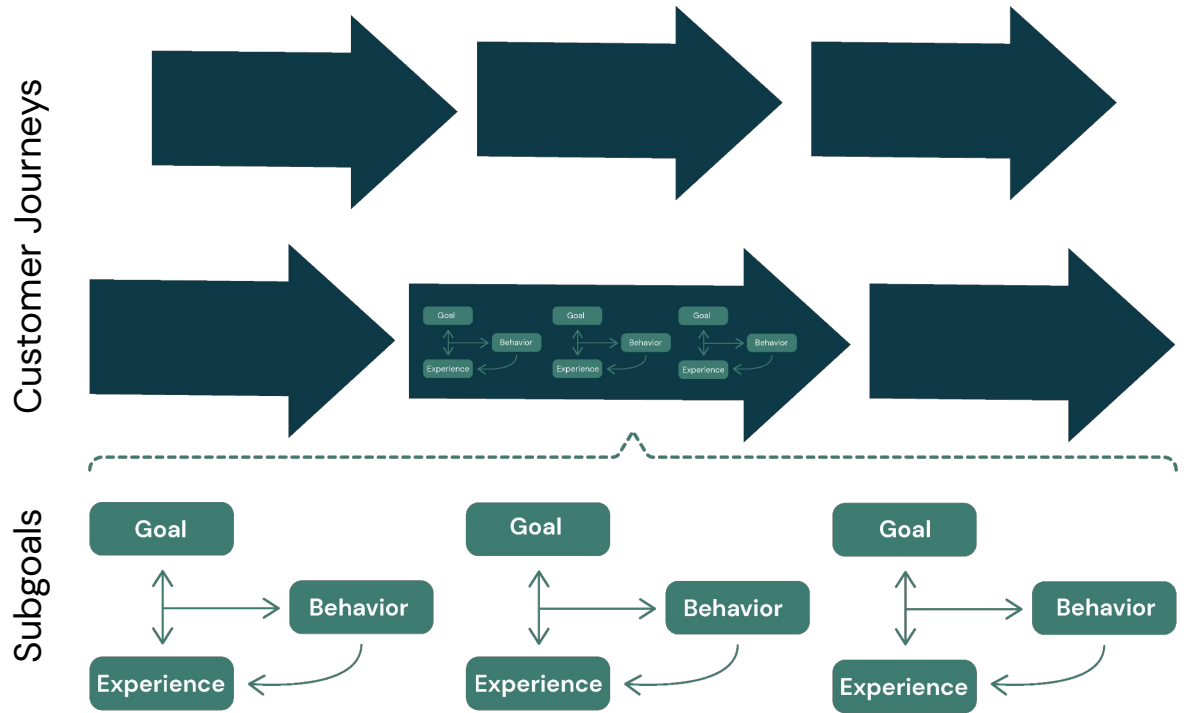 Customer Journeys
Goal
Goal
Goal
Behavior
Behavior
Behavior
Experience
Experience
Experience
Subgoals
Goal
Goal
Goal
Behavior
Behavior
Behavior
Experience
Experience
Experience